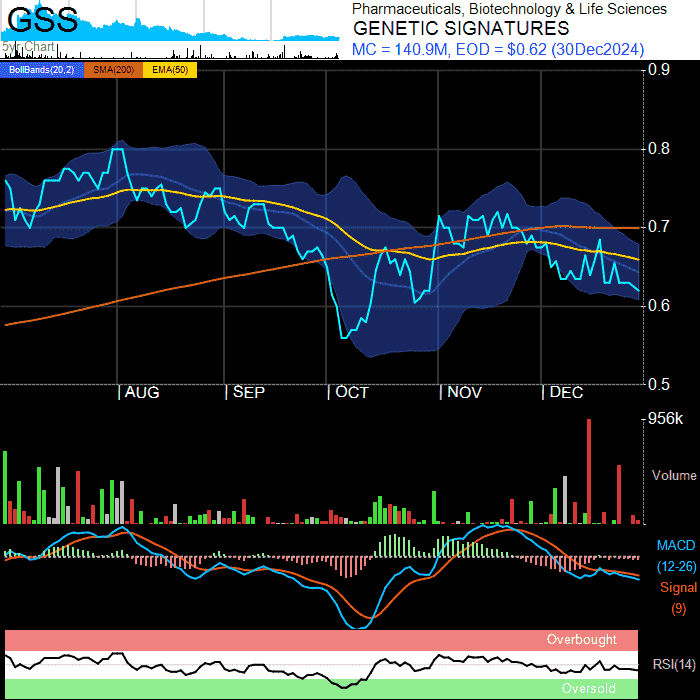 GSS
Pharmaceuticals, Biotechnology & Life Sciences
GENETIC SIGNATURES
MC = 140.9M, EOD = $0.62 (30Dec2024)
5yr Chart
BollBands(20,2) SMA(200) EMA(50)
0.9
0.8
0.7
0.6
0.5
AUG SEP OCT NOV DEC
956k
Volume
MACD
(12-26)
Signal
(9)
Overbought
RSI(14)
Oversold